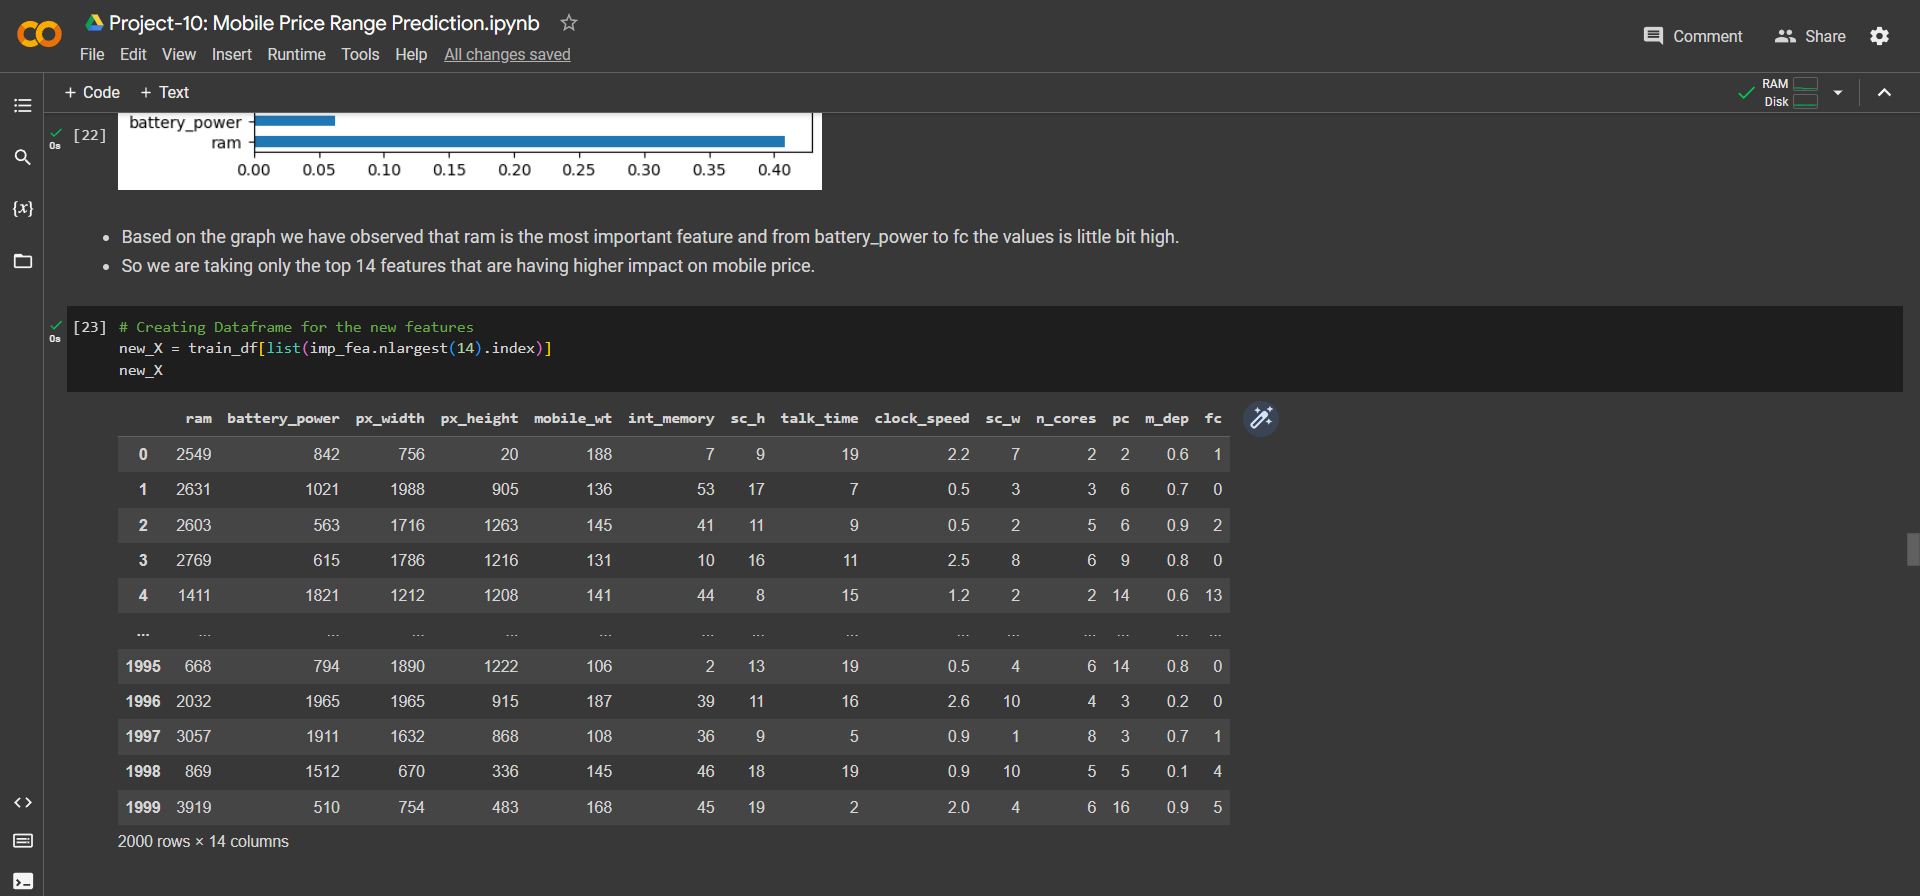 Project-10: Mobile Price Range Prediction.ipynb
Comment Share
File Edit View Insert Runtime Tools Help All changes saved
+ Code + Text
RAM
Disk
[22]
0s
battery_power
ram
0.00 0.05 0.10 0.15 0.20 0.25 0.30 0.35 0.40
{x}
• Based on the graph we have observed that ram is the most important feature and from battery_power to fc the values is little bit high.
• So we are taking only the top 14 features that are having higher impact on mobile price.
[23] # Creating Dataframe for the new features
0s
new_X = train_df[list(imp_fea.nlargest(14).index)]
new_X
ram battery_power px_width px_height mobile_wt int_memory sc_h talk_time clock_speed sc_w n_cores pc m_dep fc
0 2549 842 756 20 188 7 9 19 2.2 7 2 2 0.6 1
1 2631 1021 1988 905 136 53 17 7 0.5 3 3 6 0.7 0
2 2603 563 1716 1263 145 41 11 9 0.5 2 5 6 0.9 2
3 2769 615 1786 1216 131 10 16 11 2.5 8 6 9 0.8 0
4 1411 1821 1212 1208 141 44 8 15 1.2 2 2 14 0.6 13
... ... ... ... ... ... ... ... ... ... ... ... ... ... ...
1995 668 794 1890 1222 106 2 13 19 0.5 4 6 14 0.8 0
1996 2032 1965 1965 915 187 39 11 16 2.6 10 4 3 0.2 0
1997 3057 1911 1632 868 108 36 9 5 0.9 1 8 3 0.7 1
1998 869 1512 670 336 145 46 18 19 0.9 10 5 5 0.1 4
1999 3919 510 754 483 168 45 19 2 2.0 4 6 16 0.9 5
2000 rows × 14 columns